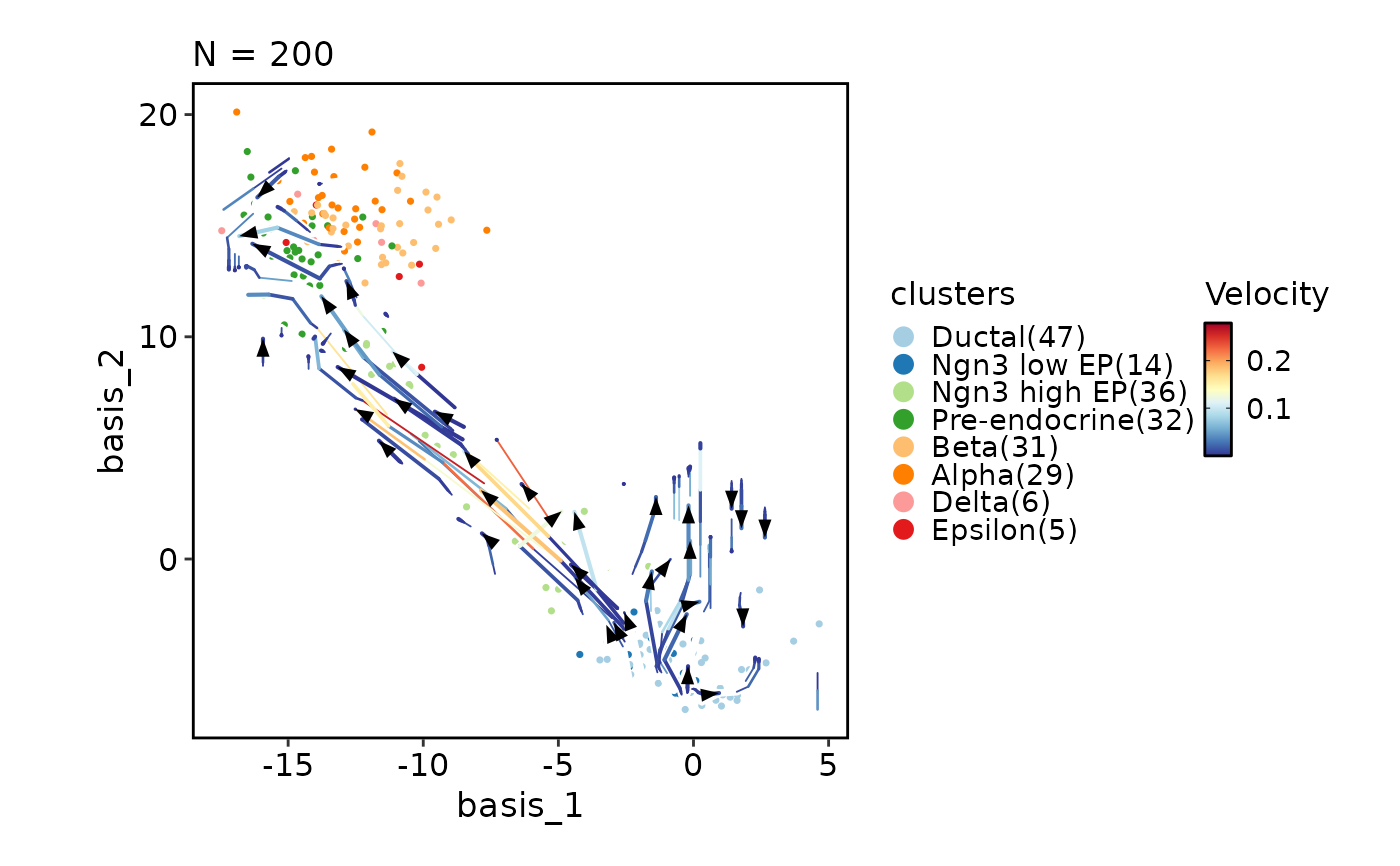 N = 200
20
10
0
basis_2
-15
-10
-5
0
5
basis_1
clusters
Ductal(47)
Ngn3 low EP(14)
Ngn3 high EP(36)
Pre-endocrine(32)
Beta(31)
Alpha(29)
Delta(6)
Epsilon(5)
Velocity
0.2
0.1